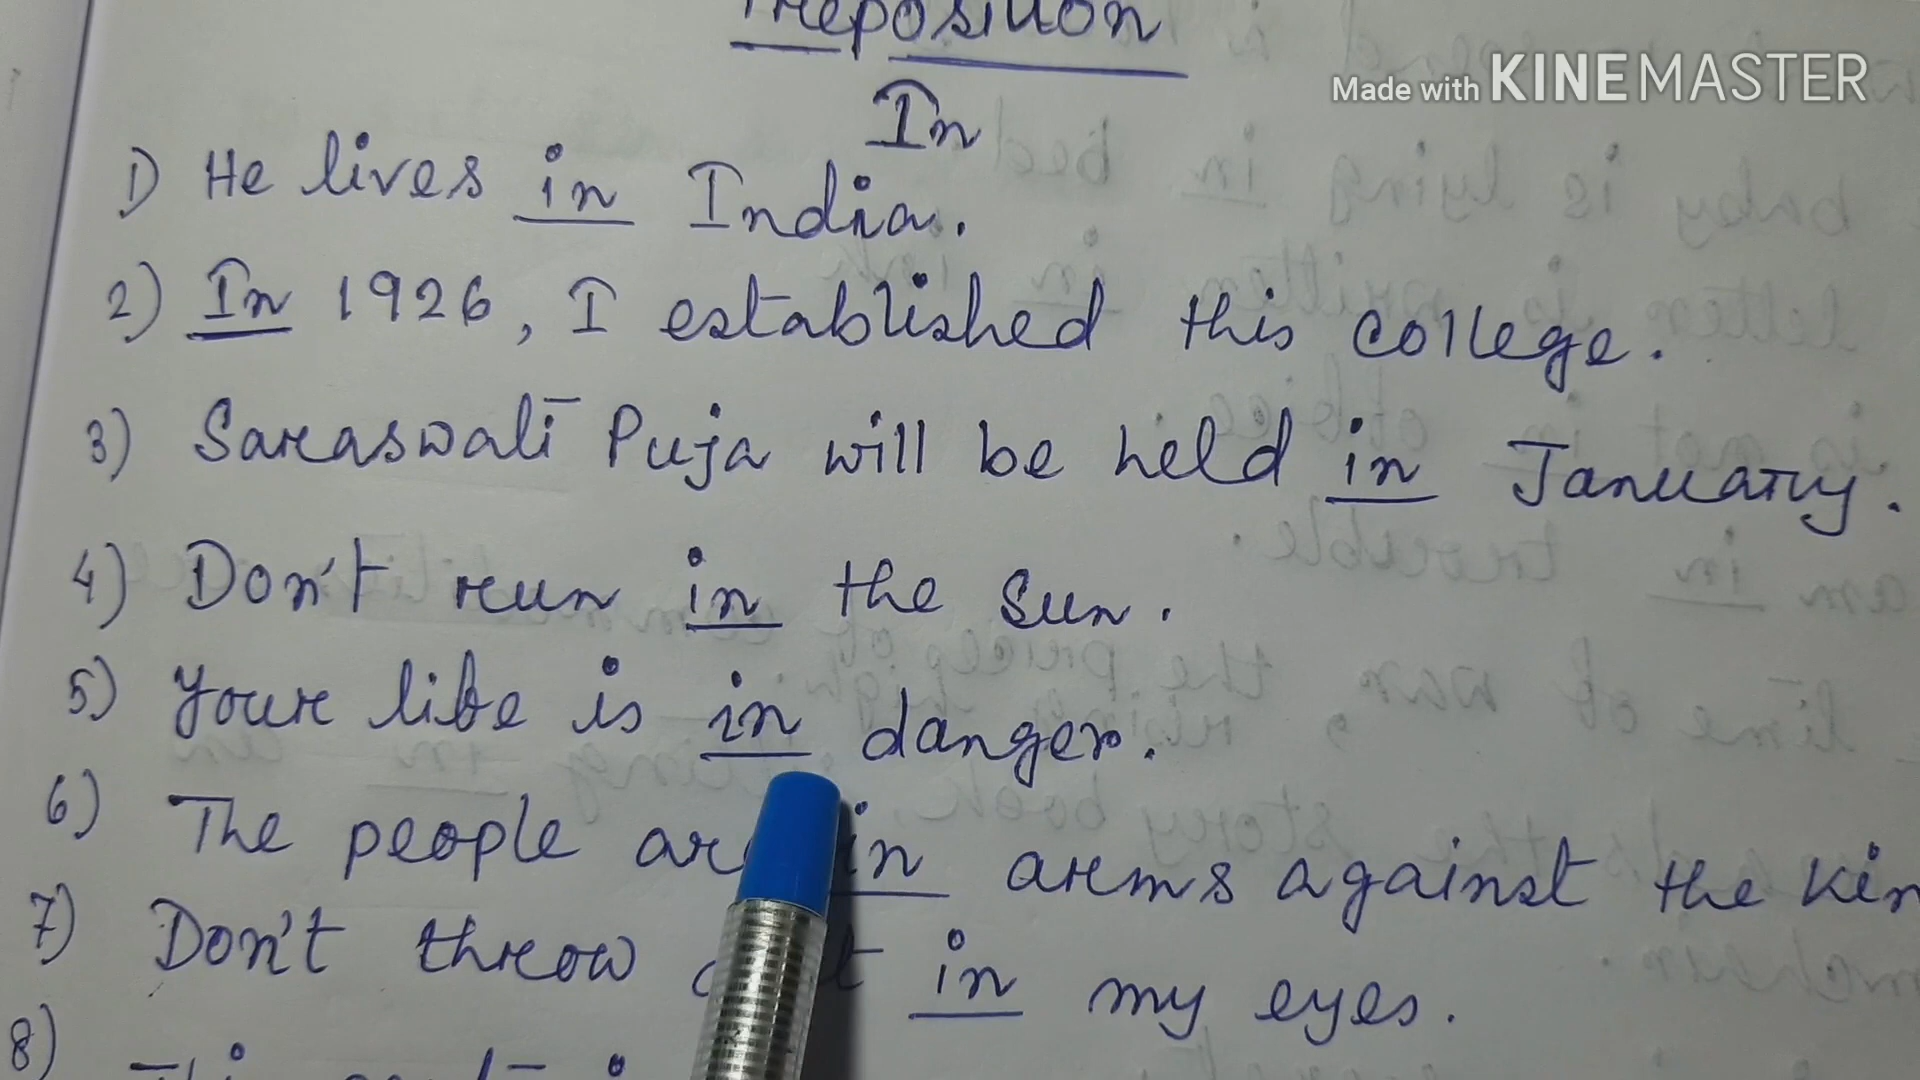 Preposition
Made with KINEMASTER
In
1) He lives in India.
2) In 1926, I established this college.
3) Saraswati Puja will be held in January.
4) Don't run in the sun.
5) Your life is in danger.
6) The people are in arms against the kin
7) Don't throw in my eyes.
8)